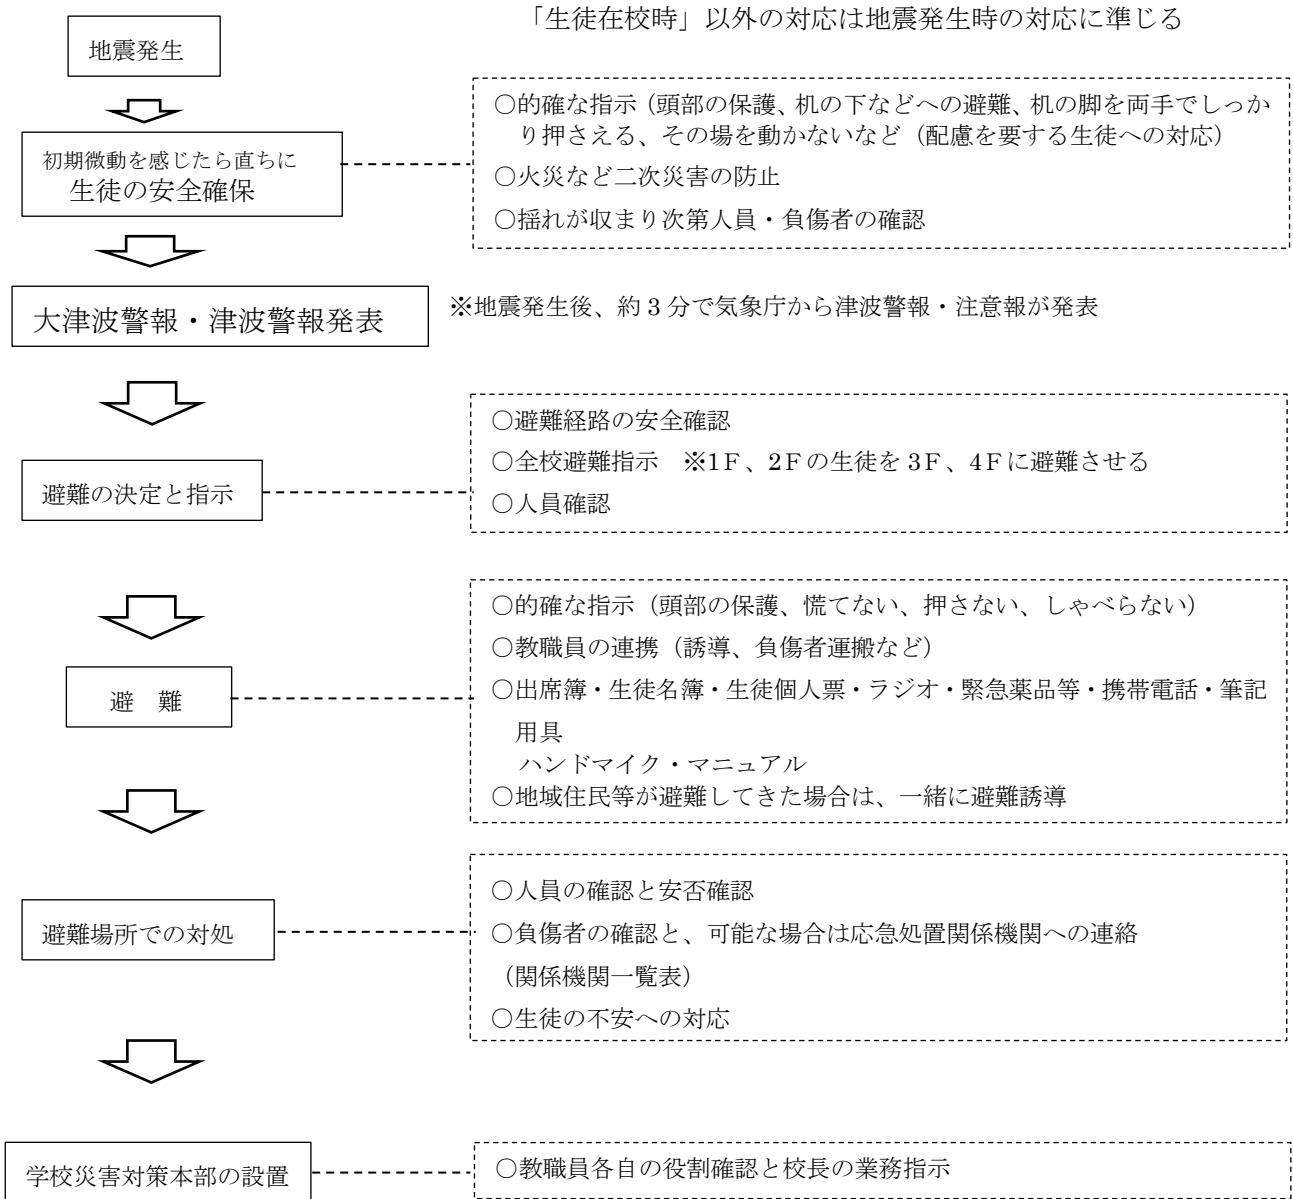 「生徒在校時」以外の対応は地震発生時の対応に準じる
地震発生
初期微動を感じたら直ちに
生徒の安全確保
○的確な指示（頭部の保護、机の下などへの避難、机の脚を両手でしっか
り押さえる、その場を動かないなど（配慮を要する生徒への対応）
○火災など二次災害の防止
○揺れが収まり次第人員・負傷者の確認
大津波警報・津波警報発表
※地震発生後、約３分で気象庁から津波警報・注意報が発表
避難の決定と指示
○避難経路の安全確認
○全校避難指示　※1Ｆ、2Ｆの生徒を 3Ｆ、4Ｆに避難させる
○人員確認
避　難
○的確な指示（頭部の保護、慌てない、押さない、しゃべらない）
○教職員の連携（誘導、負傷者運搬など）
○出席簿・生徒名簿・生徒個人票・ラジオ・緊急薬品等・携帯電話・筆記
用具
ハンドマイク・マニュアル
○地域住民等が避難してきた場合は、一緒に避難誘導
避難場所での対処
○人員の確認と安否確認
○負傷者の確認と、可能な場合は応急処置関係機関への連絡
（関係機関一覧表）
○生徒の不安への対応
学校災害対策本部の設置
○教職員各自の役割確認と校長の業務指示